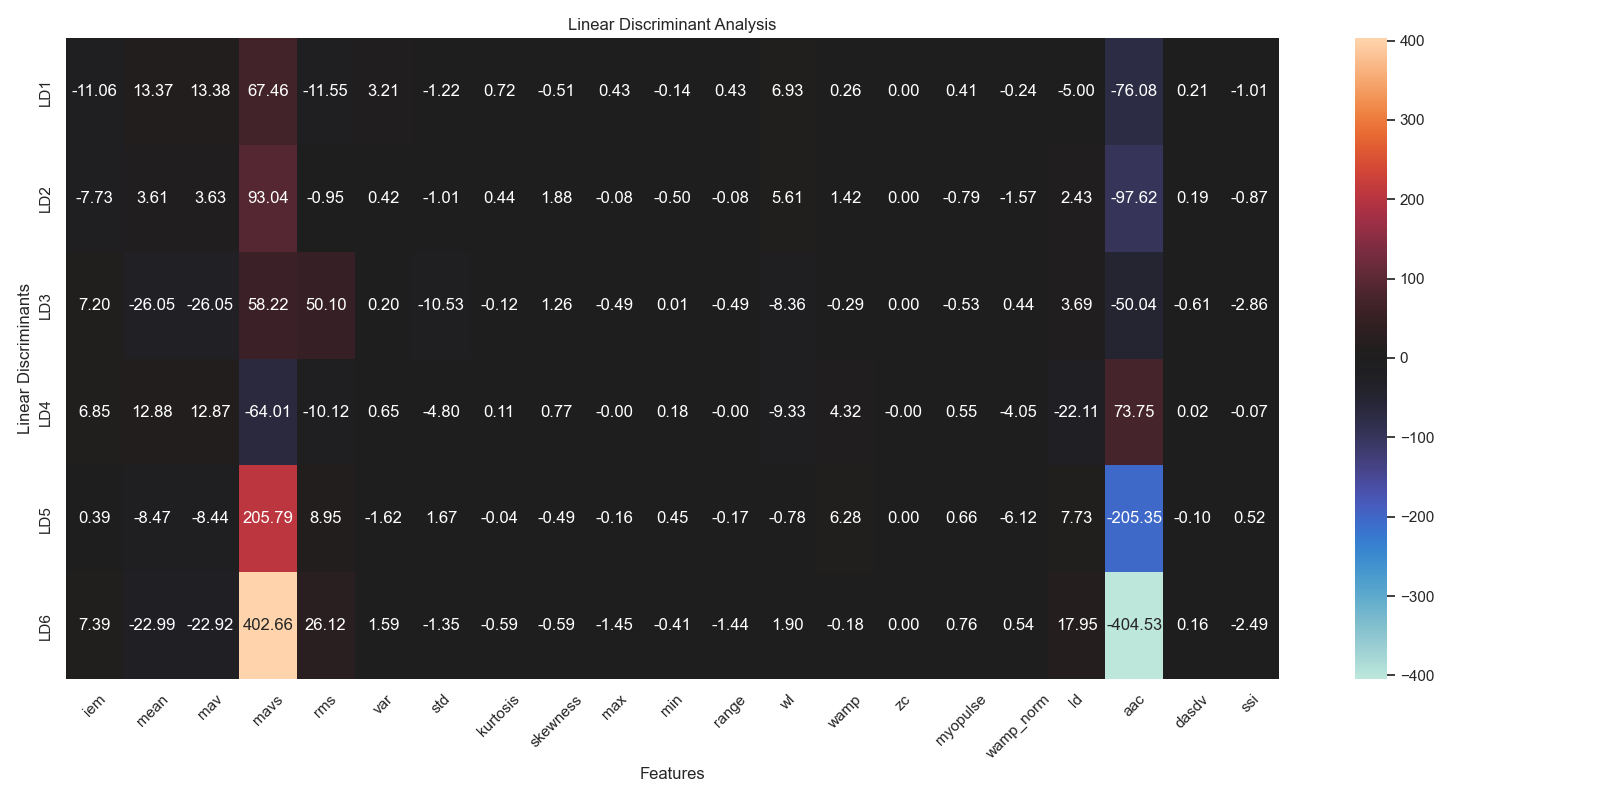 Linear Discriminant Analysis
LD1 -11.06 13.37 13.38 67.46 -11.55 3.21 -1.22 0.72 -0.51 0.43 -0.14 0.43 6.93 0.26 0.00 0.41 -0.24 -5.00 -76.08 0.21 -1.01
LD2 -7.73 3.61 3.63 93.04 -0.95 0.42 -1.01 0.44 1.88 -0.08 -0.50 -0.08 5.61 1.42 0.00 -0.79 -1.57 2.43 -97.62 0.19 -0.87
LD3 7.20 -26.05 -26.05 58.22 50.10 0.20 -10.53 -0.12 1.26 -0.49 0.01 -0.49 -8.36 -0.29 0.00 -0.53 0.44 3.69 -50.04 -0.61 -2.86
LD4 6.85 12.88 12.87 -64.01 -10.12 0.65 -4.80 0.11 0.77 -0.00 0.18 -0.00 -9.33 4.32 -0.00 0.55 -4.05 -22.11 73.75 0.02 -0.07
LD5 0.39 -8.47 -8.44 205.79 8.95 -1.62 1.67 -0.04 -0.49 -0.16 0.45 -0.17 -0.78 6.28 0.00 0.66 -6.12 7.73 -205.35 -0.10 0.52
LD6 7.39 -22.99 -22.92 402.66 26.12 1.59 -1.35 -0.59 -0.59 -1.45 -0.41 -1.44 1.90 -0.18 0.00 0.76 0.54 17.95 -404.53 0.16 -2.49
iem mean mav mavs rms var std kurtosis skewness max min range wl wamp zc myopulse wamp_norm ld aac dasdv ssi
Features
Linear Discriminants
400
300
200
100
0
−100
−200
−300
−400